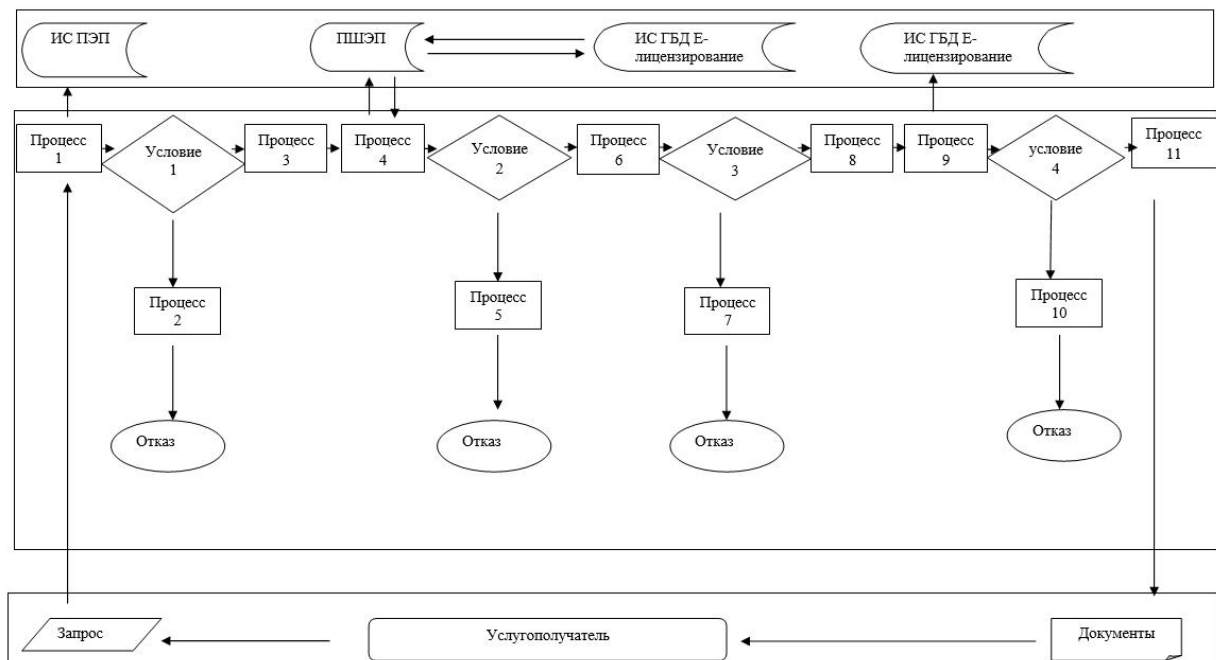 ИС ПЭП
ПШЭП
ИС ГБД Е-
лицензирование
ИС ГБД Е-
лицензирование
Процесс
1
Условие
1
Процесс
3
Процесс
4
Условие
2
Процесс
6
Условие
3
Процесс
8
Процесс
9
условие
4
Процесс
11
Процесс
2
Процесс
5
Процесс
7
Процесс
10
Отказ
Отказ
Отказ
Отказ
Запрос
Услугополучатель
Документы